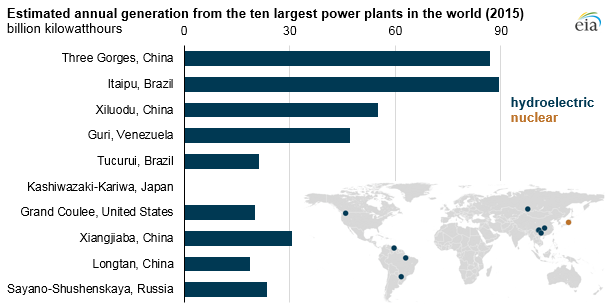 Estimated annual generation from the ten largest power plants in the world (2015)
billion kilowatthours
eia
0 30 60 90
Three Gorges, China
Itaipu, Brazil
Xiluodu, China
Guri, Venezuela
Tucurui, Brazil
Kashiwazaki-Kariwa, Japan
Grand Coulee, United States
Xiangjiaba, China
Longtan, China
Sayano-Shushenskaya, Russia
hydroelectric
nuclear